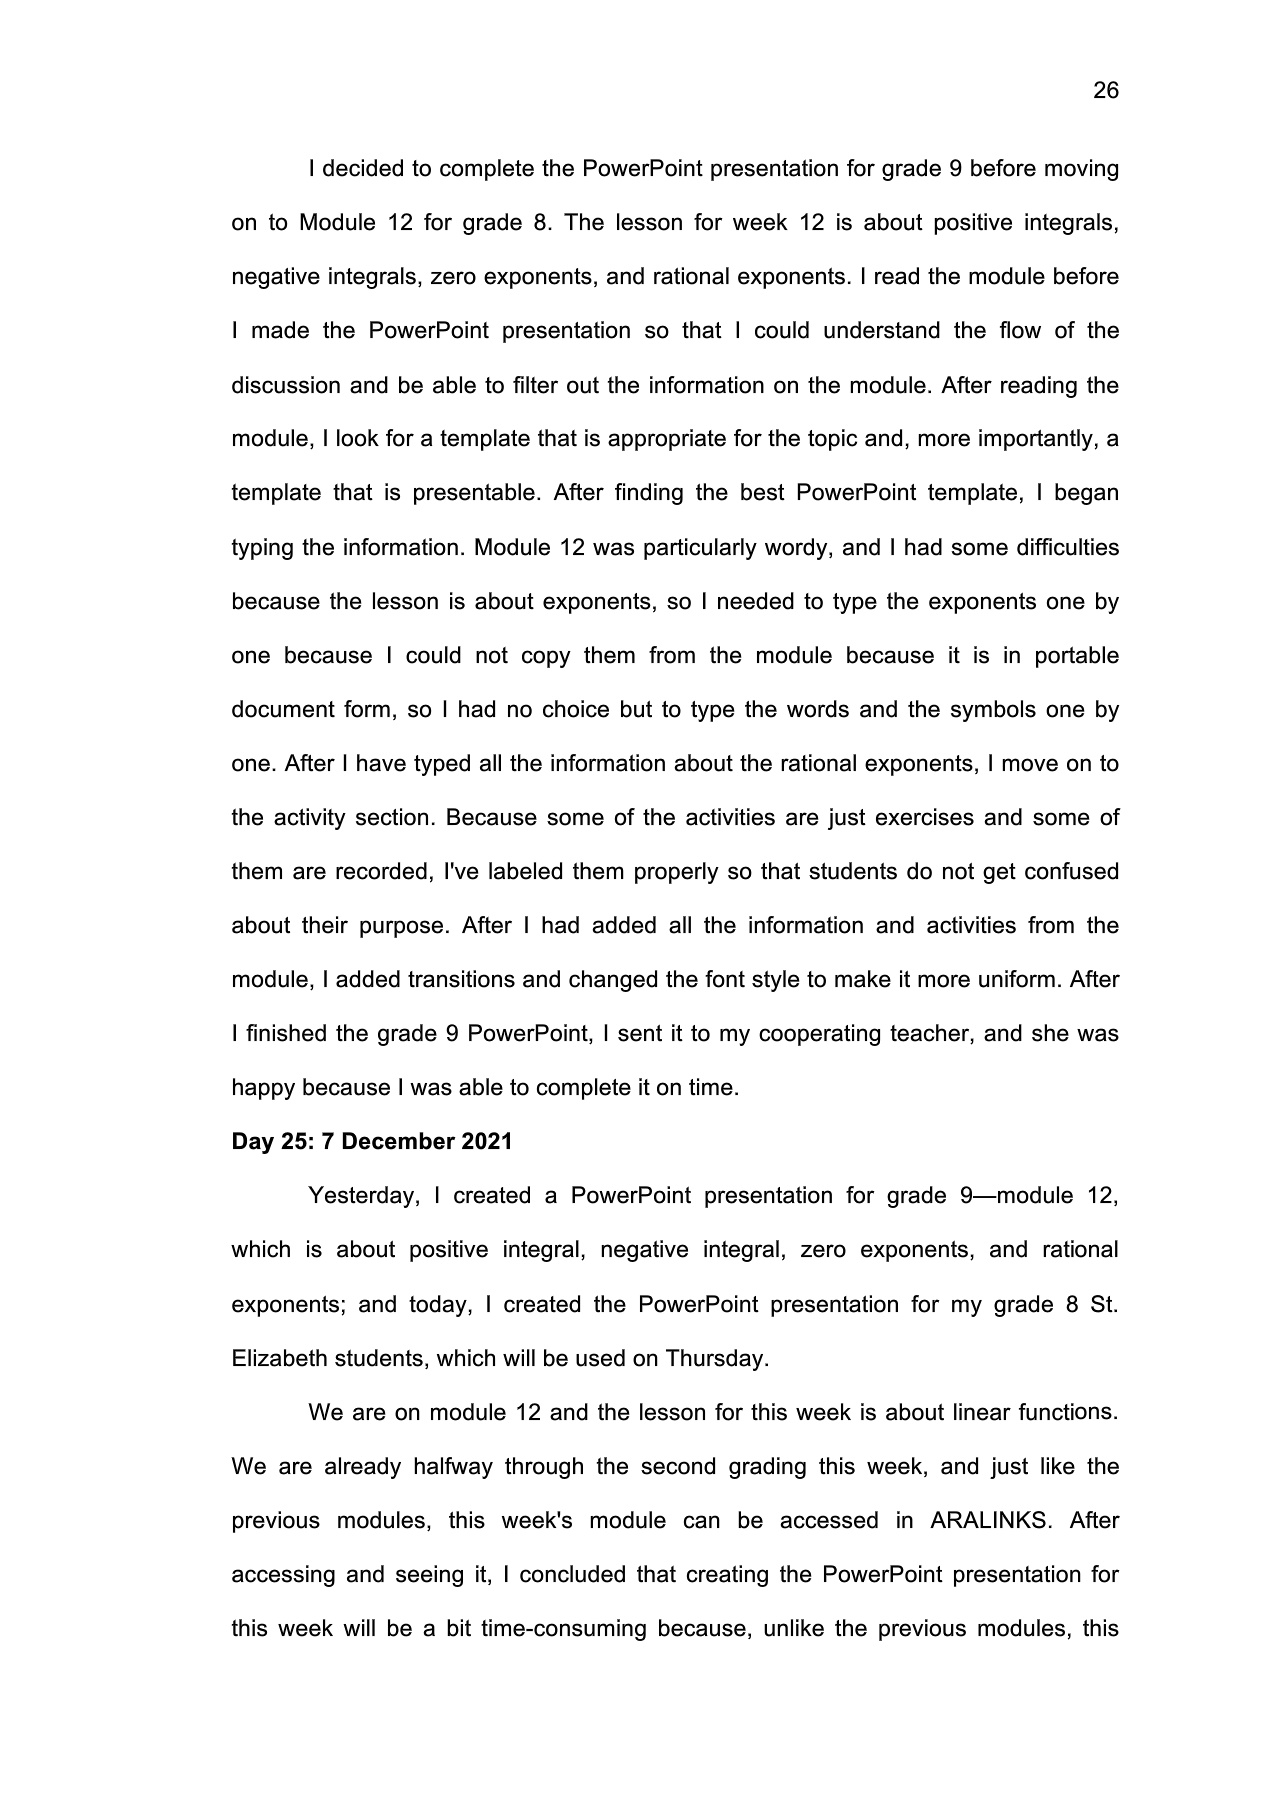 26
I decided to complete the PowerPoint presentation for grade 9 before moving
on to Module 12 for grade 8. The lesson for week 12 is about positive integrals,
negative integrals, zero exponents, and rational exponents. I read the module before
I made the PowerPoint presentation so that I could understand the flow of the
discussion and be able to filter out the information on the module. After reading the
module, I look for a template that is appropriate for the topic and, more importantly, a
template that is presentable. After finding the best PowerPoint template, I began
typing the information. Module 12 was particularly wordy, and I had some difficulties
because the lesson is about exponents, so I needed to type the exponents one by
one because I could not copy them from the module because it is in portable
document form, so I had no choice but to type the words and the symbols one by
one. After I have typed all the information about the rational exponents, I move on to
the activity section. Because some of the activities are just exercises and some of
them are recorded, I've labeled them properly so that students do not get confused
about their purpose. After I had added all the information and activities from the
module, I added transitions and changed the font style to make it more uniform. After
I finished the grade 9 PowerPoint, I sent it to my cooperating teacher, and she was
happy because I was able to complete it on time.
Day 25: 7 December 2021
Yesterday, I created a PowerPoint presentation for grade 9—module 12,
which is about positive integral, negative integral, zero exponents, and rational
exponents; and today, I created the PowerPoint presentation for my grade 8 St.
Elizabeth students, which will be used on Thursday.
We are on module 12 and the lesson for this week is about linear functions.
We are already halfway through the second grading this week, and just like the
previous modules, this week's module can be accessed in ARALINKS. After
accessing and seeing it, I concluded that creating the PowerPoint presentation for
this week will be a bit time-consuming because, unlike the previous modules, this